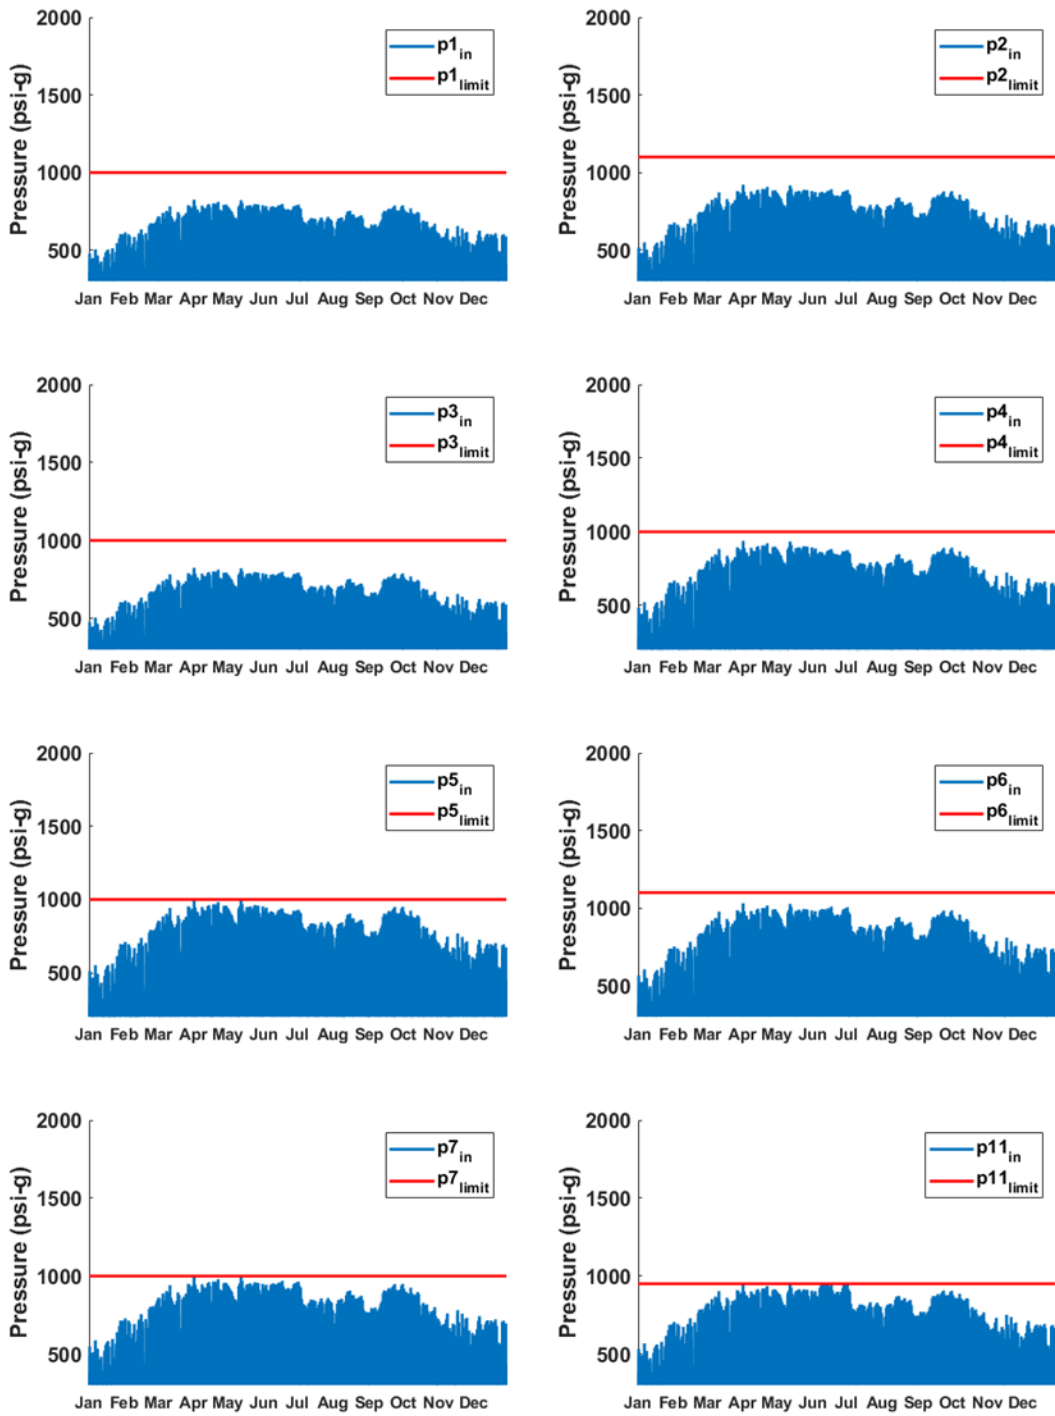 2000
1500
1000
500
Pressure (psi-g)
p1in
p1limit
Jan Feb Mar Apr May Jun Jul Aug Sep Oct Nov Dec
2000
1500
1000
500
Pressure (psi-g)
p2in
p2limit
Jan Feb Mar Apr May Jun Jul Aug Sep Oct Nov Dec
2000
1500
1000
500
Pressure (psi-g)
p3in
p3limit
Jan Feb Mar Apr May Jun Jul Aug Sep Oct Nov Dec
2000
1500
1000
500
Pressure (psi-g)
p4in
p4limit
Jan Feb Mar Apr May Jun Jul Aug Sep Oct Nov Dec
2000
1500
1000
500
Pressure (psi-g)
p5in
p5limit
Jan Feb Mar Apr May Jun Jul Aug Sep Oct Nov Dec
2000
1500
1000
500
Pressure (psi-g)
p6in
p6limit
Jan Feb Mar Apr May Jun Jul Aug Sep Oct Nov Dec
2000
1500
1000
500
Pressure (psi-g)
p7in
p7limit
Jan Feb Mar Apr May Jun Jul Aug Sep Oct Nov Dec
2000
1500
1000
500
Pressure (psi-g)
p11in
p11limit
Jan Feb Mar Apr May Jun Jul Aug Sep Oct Nov Dec